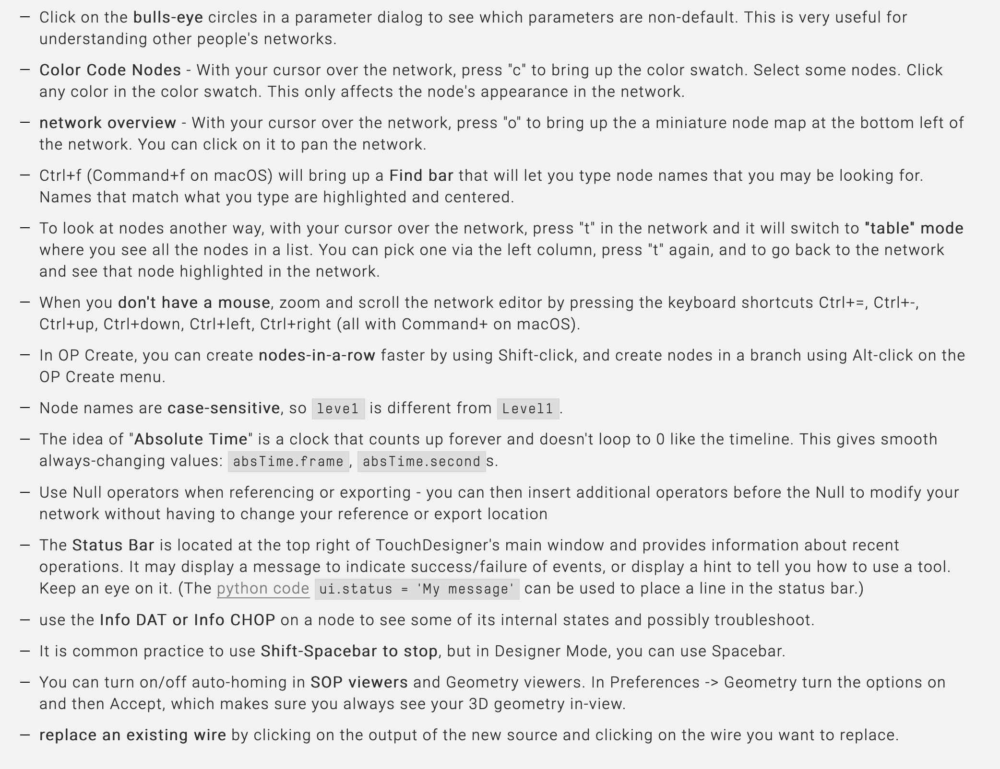 — Click on the bulls-eye circles in a parameter dialog to see which parameters are non-default. This is very useful for
understanding other people's networks.
— Color Code Nodes - With your cursor over the network, press "c" to bring up the color swatch. Select some nodes. Click
any color in the color swatch. This only affects the node's appearance in the network.
— network overview - With your cursor over the network, press "o" to bring up the a miniature node map at the bottom left of
the network. You can click on it to pan the network.
— Ctrl+f (Command+f on macOS) will bring up a Find bar that will let you type node names that you may be looking for.
Names that match what you type are highlighted and centered.
— To look at nodes another way, with your cursor over the network, press "t" in the network and it will switch to "table" mode
where you see all the nodes in a list. You can pick one via the left column, press "t" again, and to go back to the network
and see that node highlighted in the network.
— When you don't have a mouse, zoom and scroll the network editor by pressing the keyboard shortcuts Ctrl+=, Ctrl+-,
Ctrl+up, Ctrl+down, Ctrl+left, Ctrl+right (all with Command+ on macOS).
— In OP Create, you can create nodes-in-a-row faster by using Shift-click, and create nodes in a branch using Alt-click on the
OP Create menu.
— Node names are case-sensitive, so leve1 is different from Level1.
— The idea of "Absolute Time" is a clock that counts up forever and doesn't loop to 0 like the timeline. This gives smooth
always-changing values: absTime.frame, absTime.seconds.
— Use Null operators when referencing or exporting - you can then insert additional operators before the Null to modify your
network without having to change your reference or export location
— The Status Bar is located at the top right of TouchDesigner's main window and provides information about recent
operations. It may display a message to indicate success/failure of events, or display a hint to tell you how to use a tool.
Keep an eye on it. (The python code ui.status = 'My message' can be used to place a line in the status bar.)
— use the Info DAT or Info CHOP on a node to see some of its internal states and possibly troubleshoot.
— It is common practice to use Shift-Spacebar to stop, but in Designer Mode, you can use Spacebar.
— You can turn on/off auto-homing in SOP viewers and Geometry viewers. In Preferences -> Geometry turn the options on
and then Accept, which makes sure you always see your 3D geometry in-view.
— replace an existing wire by clicking on the output of the new source and clicking on the wire you want to replace.